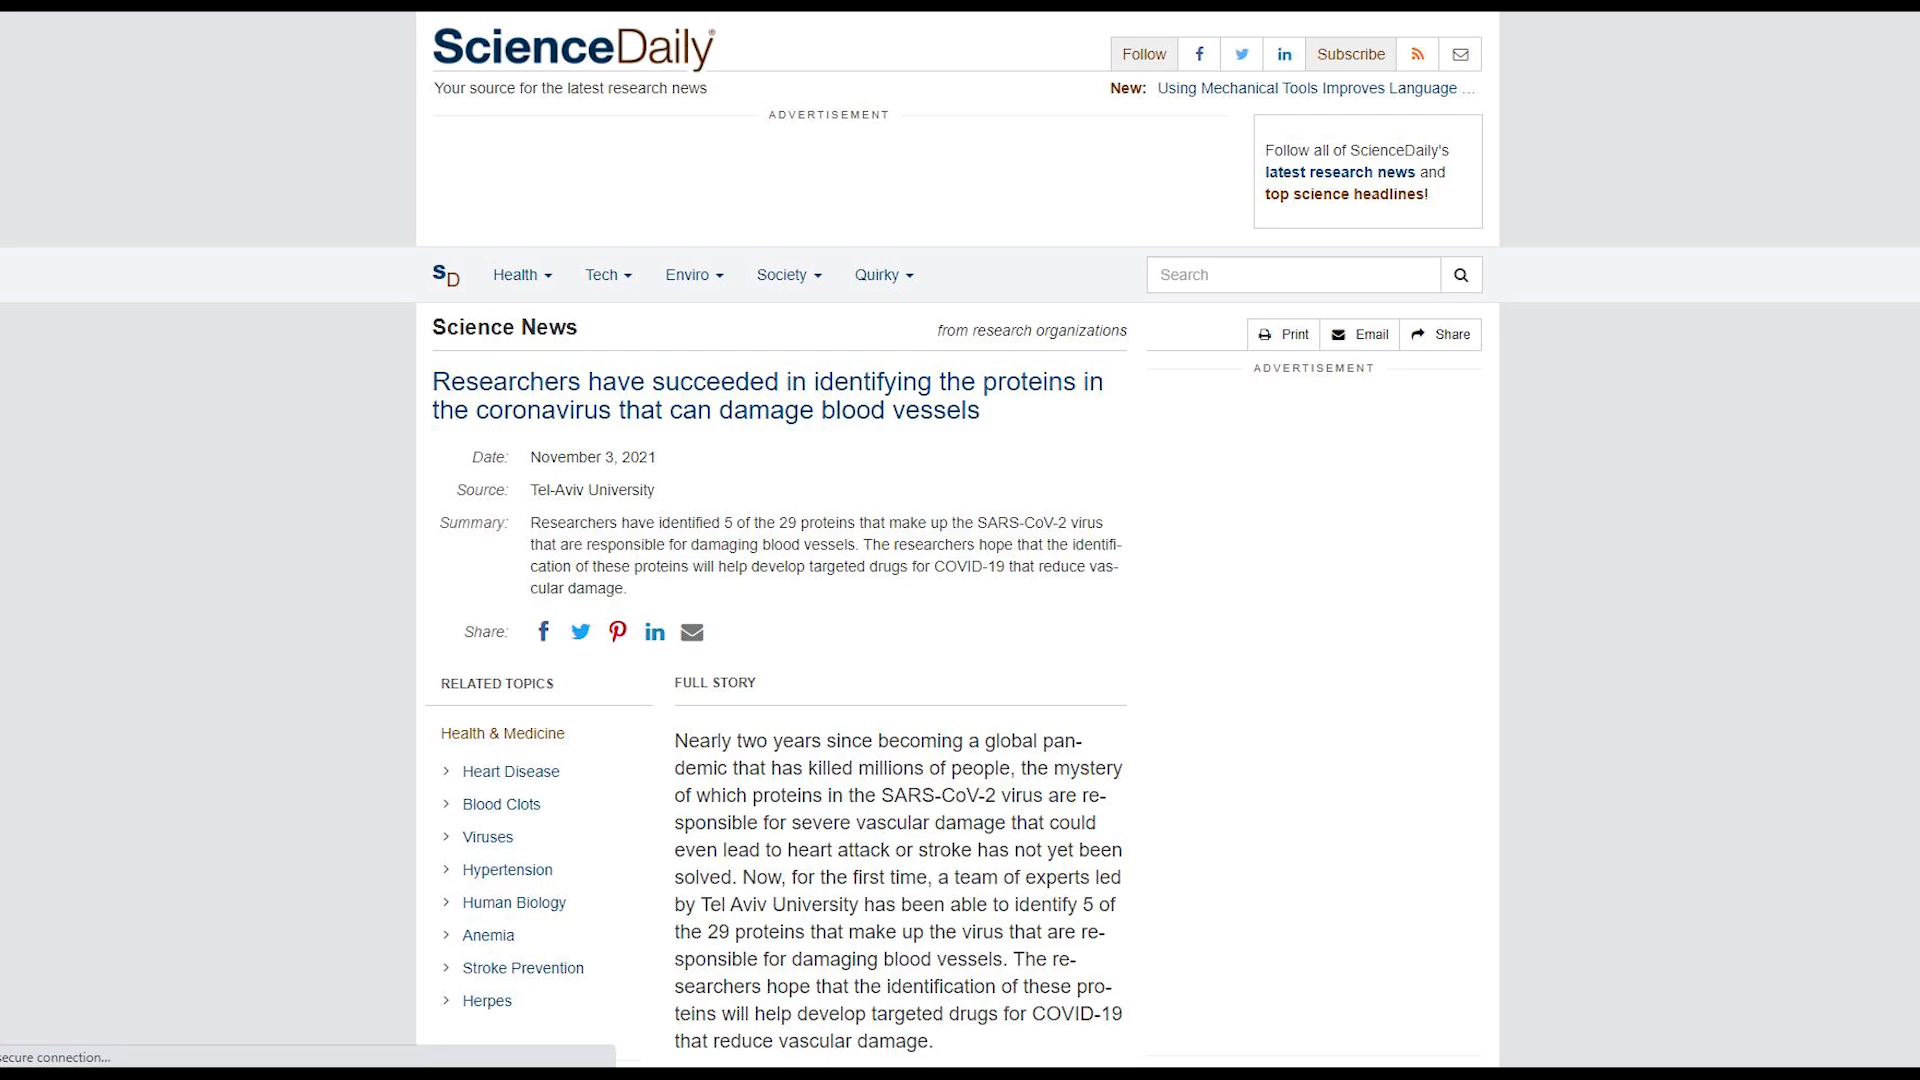 ScienceDaily®
Follow
Subscribe
Your source for the latest research news
New: Using Mechanical Tools Improves Language ...
ADVERTISEMENT
Follow all of ScienceDaily's
latest research news and
top science headlines!
SD
Health
Tech
Enviro
Society
Quirky
Search
Science News
from research organizations
Print
Email
Share
ADVERTISEMENT
Researchers have succeeded in identifying the proteins in
the coronavirus that can damage blood vessels
Date: November 3, 2021
Source: Tel-Aviv University
Summary: Researchers have identified 5 of the 29 proteins that make up the SARS-CoV-2 virus
that are responsible for damaging blood vessels. The researchers hope that the identifi-
cation of these proteins will help develop targeted drugs for COVID-19 that reduce vas-
cular damage.
Share:
RELATED TOPICS
Health & Medicine
Heart Disease
Blood Clots
Viruses
Hypertension
Human Biology
Anemia
Stroke Prevention
Herpes
FULL STORY
Nearly two years since becoming a global pan-
demic that has killed millions of people, the mystery
of which proteins in the SARS-CoV-2 virus are re-
sponsible for severe vascular damage that could
even lead to heart attack or stroke has not yet been
solved. Now, for the first time, a team of experts led
by Tel Aviv University has been able to identify 5 of
the 29 proteins that make up the virus that are re-
sponsible for damaging blood vessels. The re-
searchers hope that the identification of these pro-
teins will help develop targeted drugs for COVID-19
that reduce vascular damage.
secure connection...